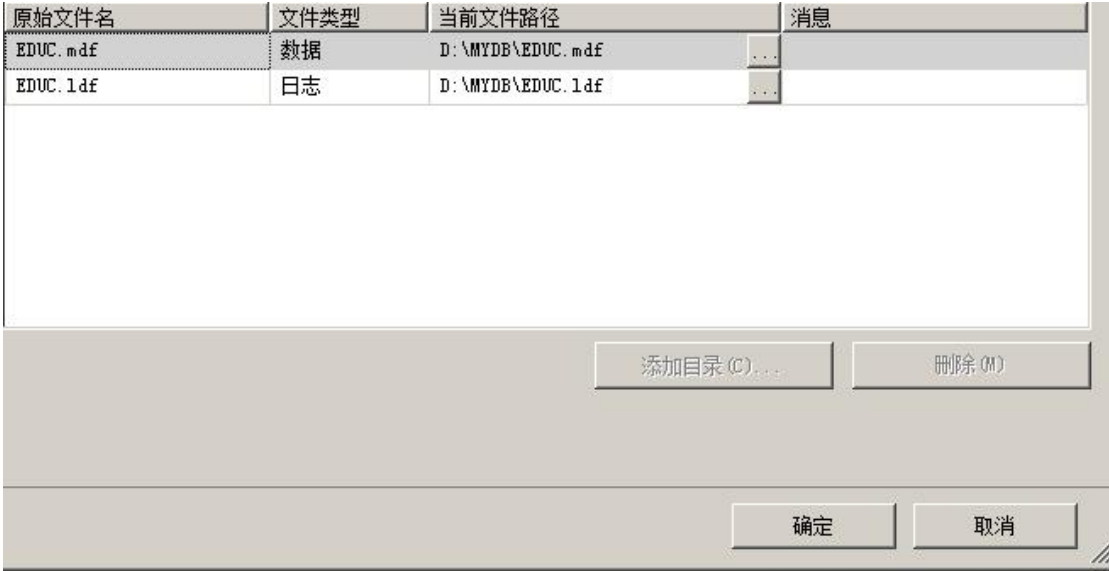 原始文件名 文件类型 当前文件路径 消息
EDUC.mdf 数据 D:\MYDB\EDUC.mdf ...
EDUC.ldf 日志 D:\MYDB\EDUC.ldf ...
添加目录(C)... 删除(M)
确定 取消